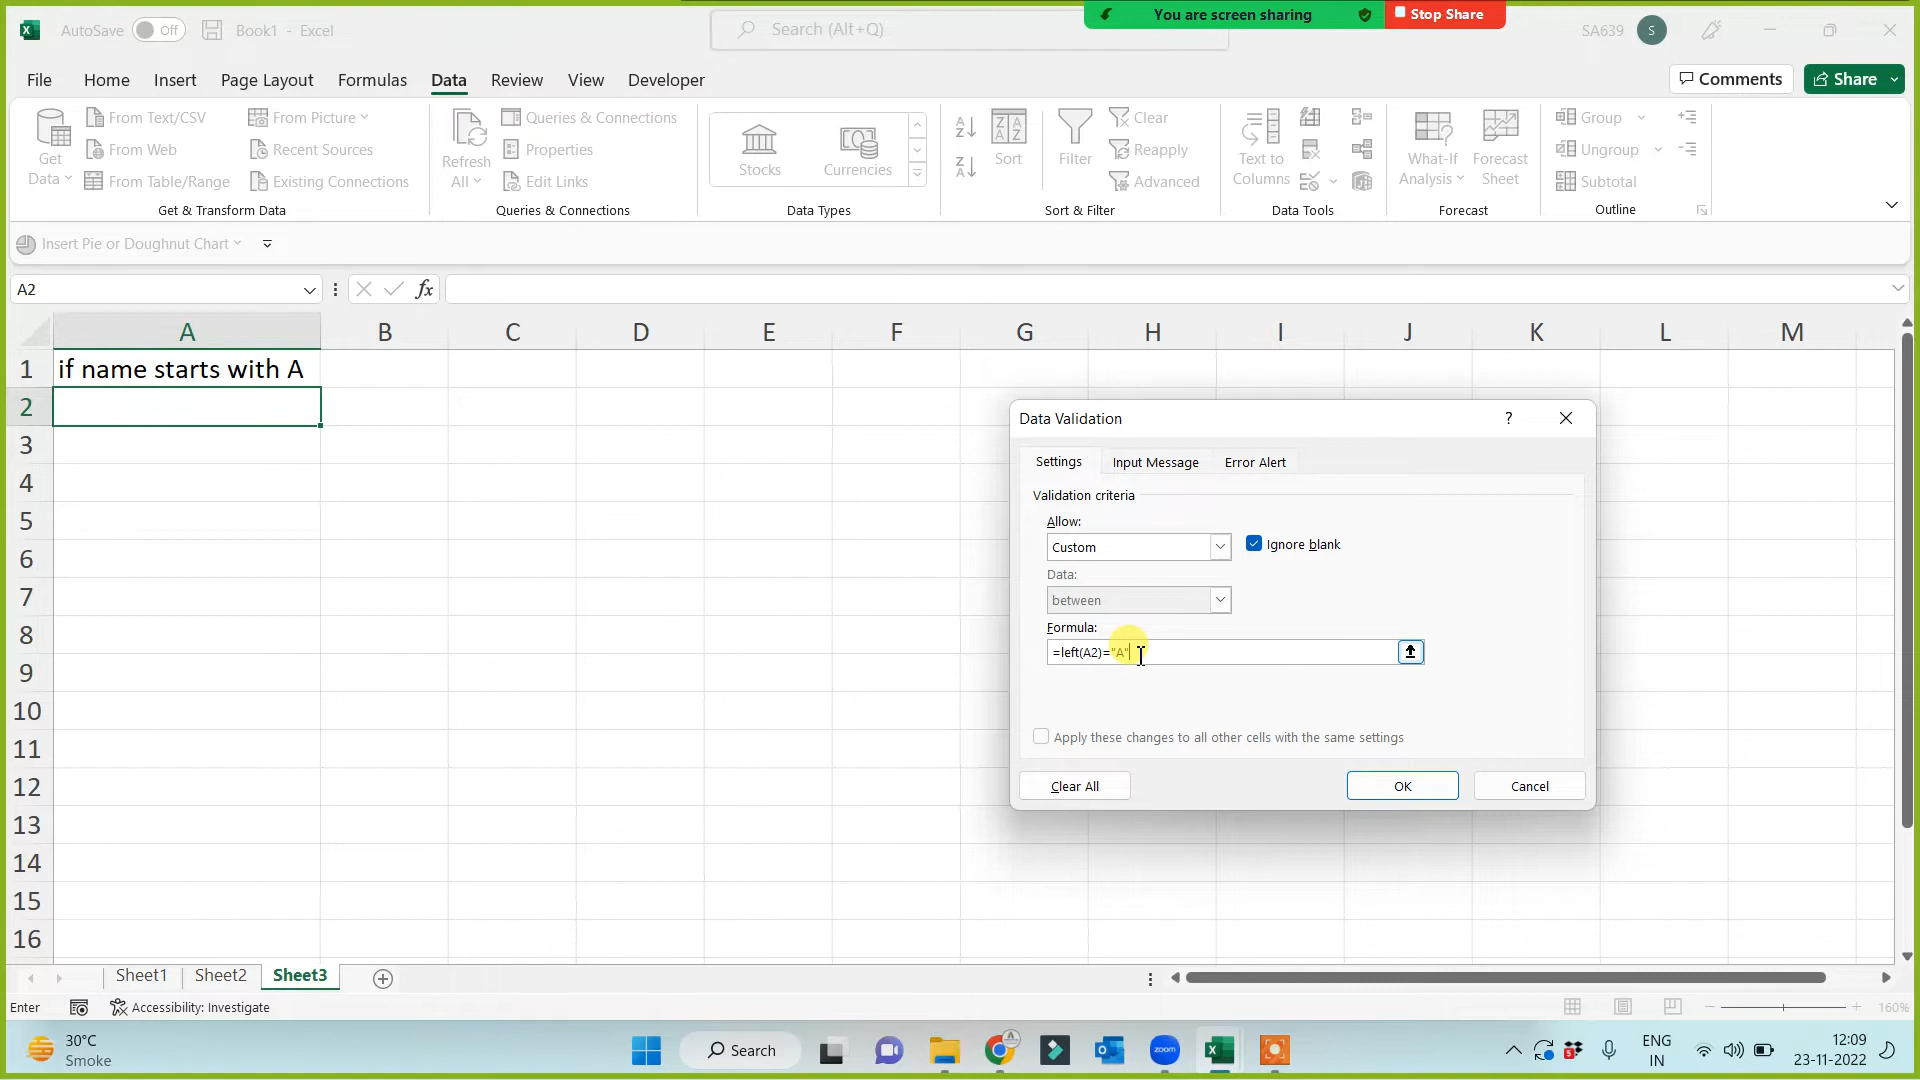 You are screen sharing
Stop Share
AutoSave Off Book1 - Excel
Search (Alt+Q)
SA639 S
File Home Insert Page Layout Formulas Data Review View Developer
Comments Share
Get Data
From Text/CSV
From Web
From Table/Range
From Picture
Recent Sources
Existing Connections
Get & Transform Data
Refresh All
Queries & Connections
Properties
Edit Links
Queries & Connections
Stocks Currencies
Data Types
Sort
Filter
Clear
Reapply
Advanced
Sort & Filter
Text to Columns
Data Tools
What-If Analysis
Forecast Sheet
Forecast
Group
Ungroup
Subtotal
Outline
Insert Pie or Doughnut Chart
A2 fx
A B C D E F G H I J K L M
1 if name starts with A
2
3
4
5
6
7
8
9
10
11
12
13
14
15
16
Data Validation ?
Settings Input Message Error Alert
Validation criteria
Allow:
Custom Ignore blank
Data:
between
Formula:
=left(A2)="A"
Apply these changes to all other cells with the same settings
Clear All OK Cancel
Sheet1 Sheet2 Sheet3
Enter Accessibility: Investigate 160%
30°C
Smoke
Search
zoom
ENG
IN
12:09
23-11-2022